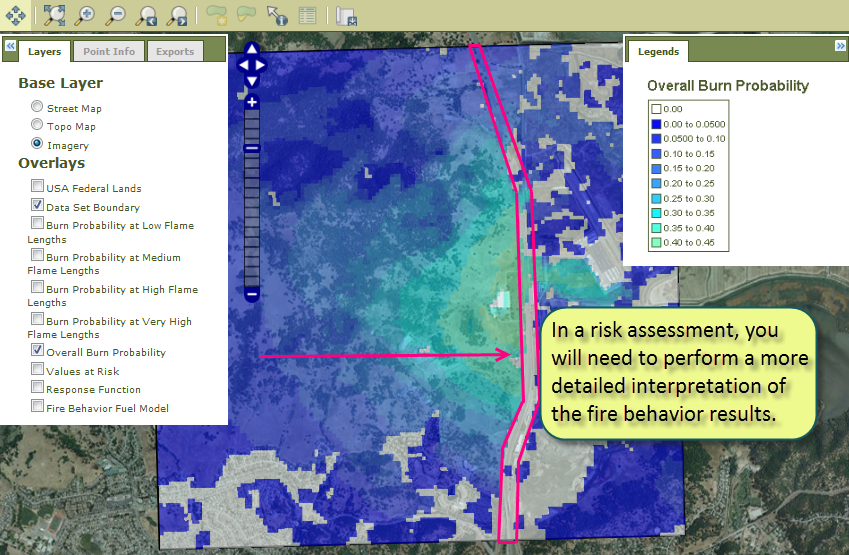 Layers
Point Info
Exports
Base Layer
Street Map
Topo Map
Imagery
Overlays
USA Federal Lands
Data Set Boundary
Burn Probability at Low Flame
Lengths
Burn Probability at Medium
Flame Lengths
Burn Probability at High Flame
Lengths
Burn Probability at Very High
Flame Lengths
Overall Burn Probability
Values at Risk
Response Function
Fire Behavior Fuel Model
Legends
Overall Burn Probability
0.00
0.00 to 0.0500
0.0500 to 0.10
0.10 to 0.15
0.15 to 0.20
0.20 to 0.25
0.25 to 0.30
0.30 to 0.35
0.35 to 0.40
0.40 to 0.45
In a risk assessment, you
will need to perform a more
detailed interpretation of
the fire behavior results.